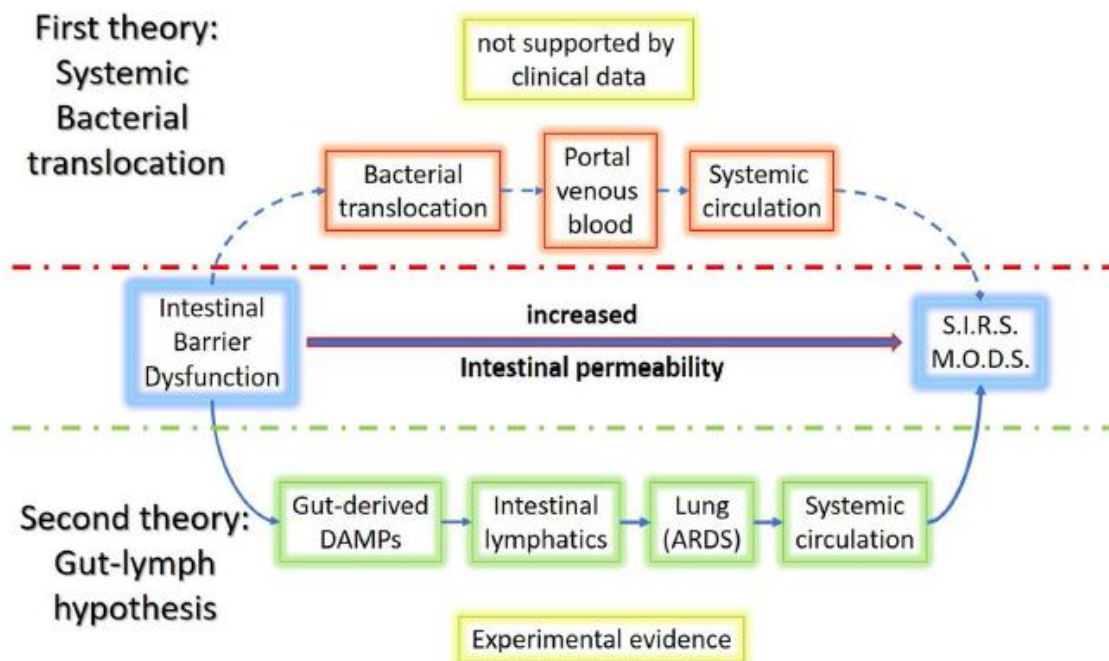 First theory:
Systemic
Bacterial
translocation
not supported by
clinical data
Bacterial
translocation
Portal
venous
blood
Systemic
circulation
Intestinal
Barrier
Dysfunction
increased
Intestinal permeability
S.I.R.S.
M.O.D.S.
Second theory:
Gut-lymph
hypothesis
Gut-derived
DAMPs
Intestinal
lymphatics
Lung
(ARDS)
Systemic
circulation
Experimental evidence